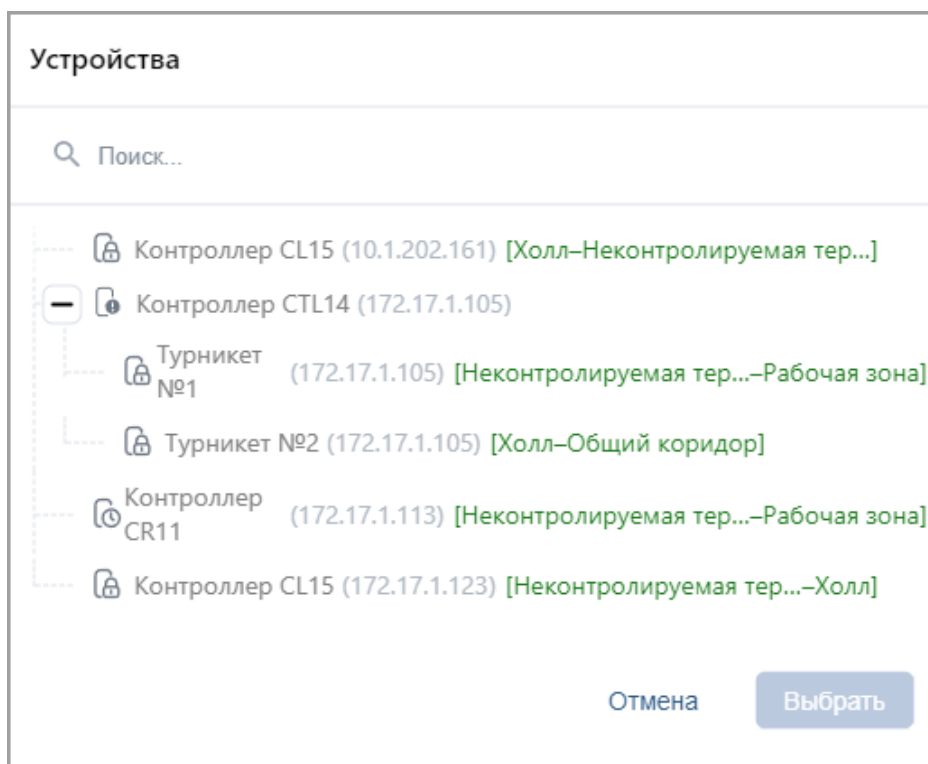 Устройства
Поиск...
Контроллер CL15 (10.1.202.161) [Холл–Неконтролируемая тер...]
Контроллер CTL14 (172.17.1.105)
Турникет
№1 (172.17.1.105) [Неконтролируемая тер...–Рабочая зона]
Турникет №2 (172.17.1.105) [Холл–Общий коридор]
Контроллер
CR11 (172.17.1.113) [Неконтролируемая тер...–Рабочая зона]
Контроллер CL15 (172.17.1.123) [Неконтролируемая тер...–Холл]
Отмена Выбрать